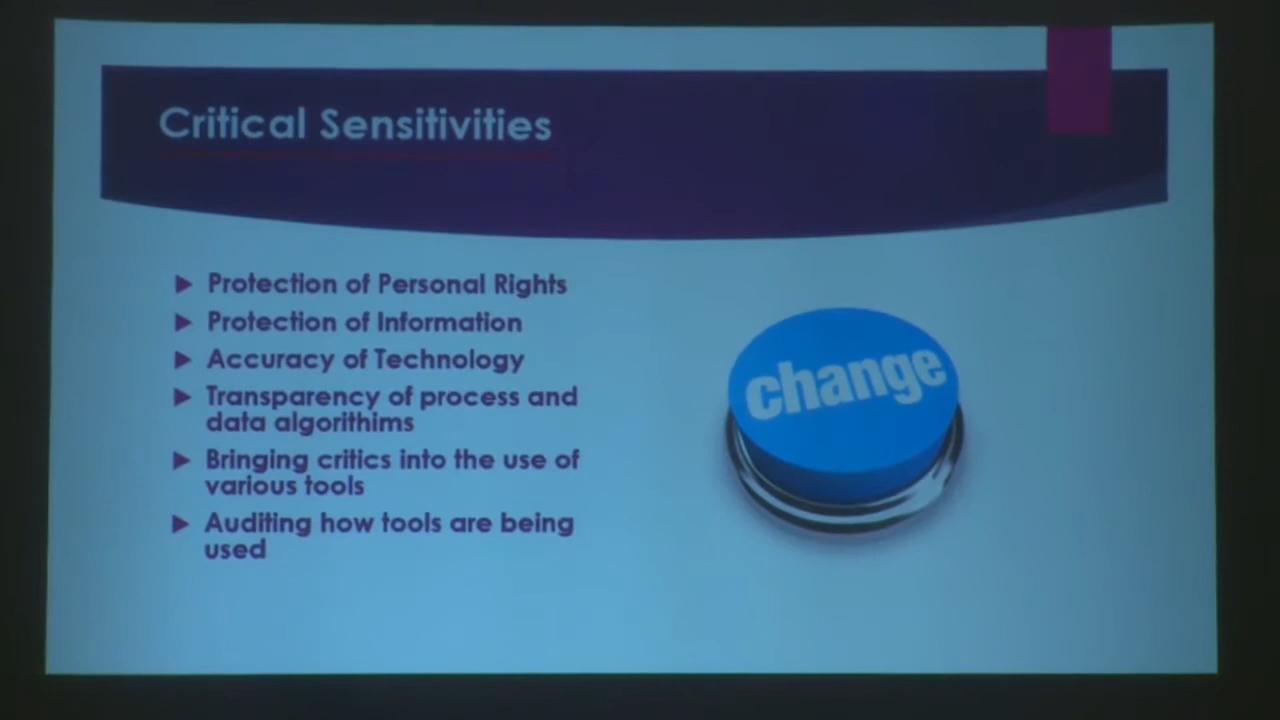 Critical Sensitivities
Protection of Personal Rights
Protection of Information
Accuracy of Technology
Transparency of process and
data algorithims
Bringing critics into the use of
various tools
Auditing how tools are being
used
change